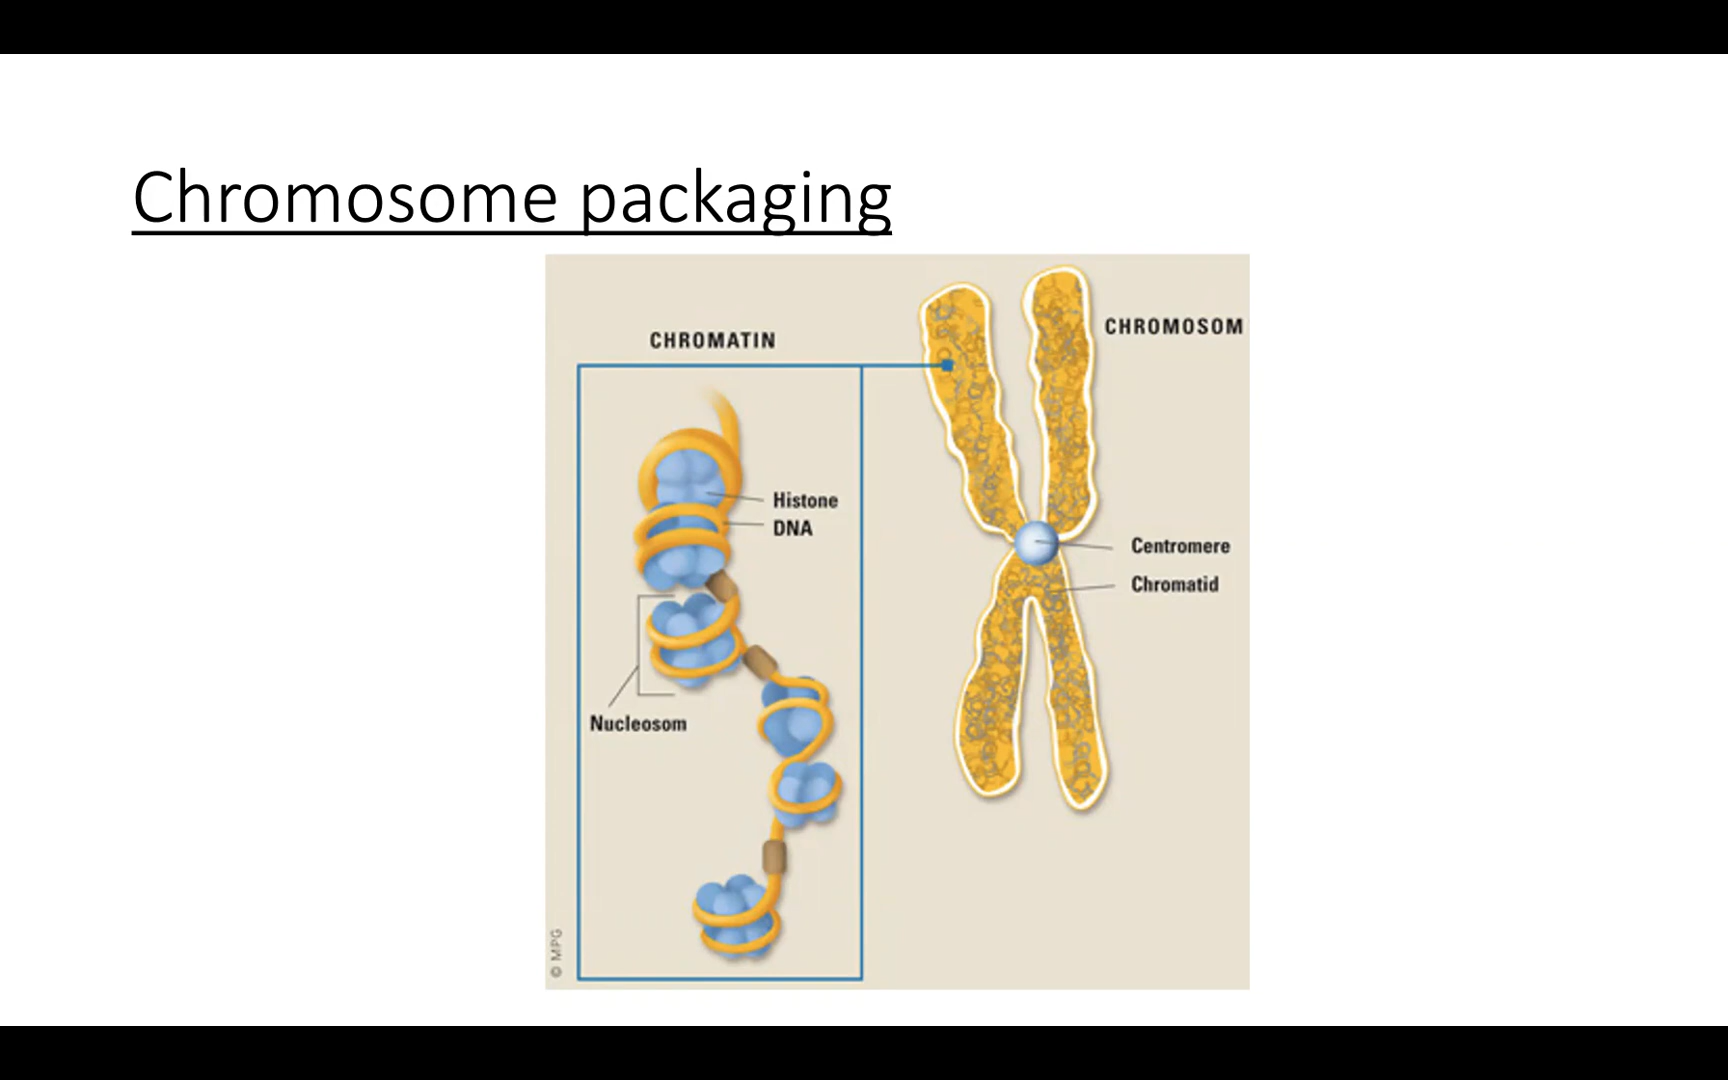 Chromosome packaging
CHROMATIN
CHROMOSOM
Histone
DNA
Centromere
Chromatid
Nucleosom
© MPG